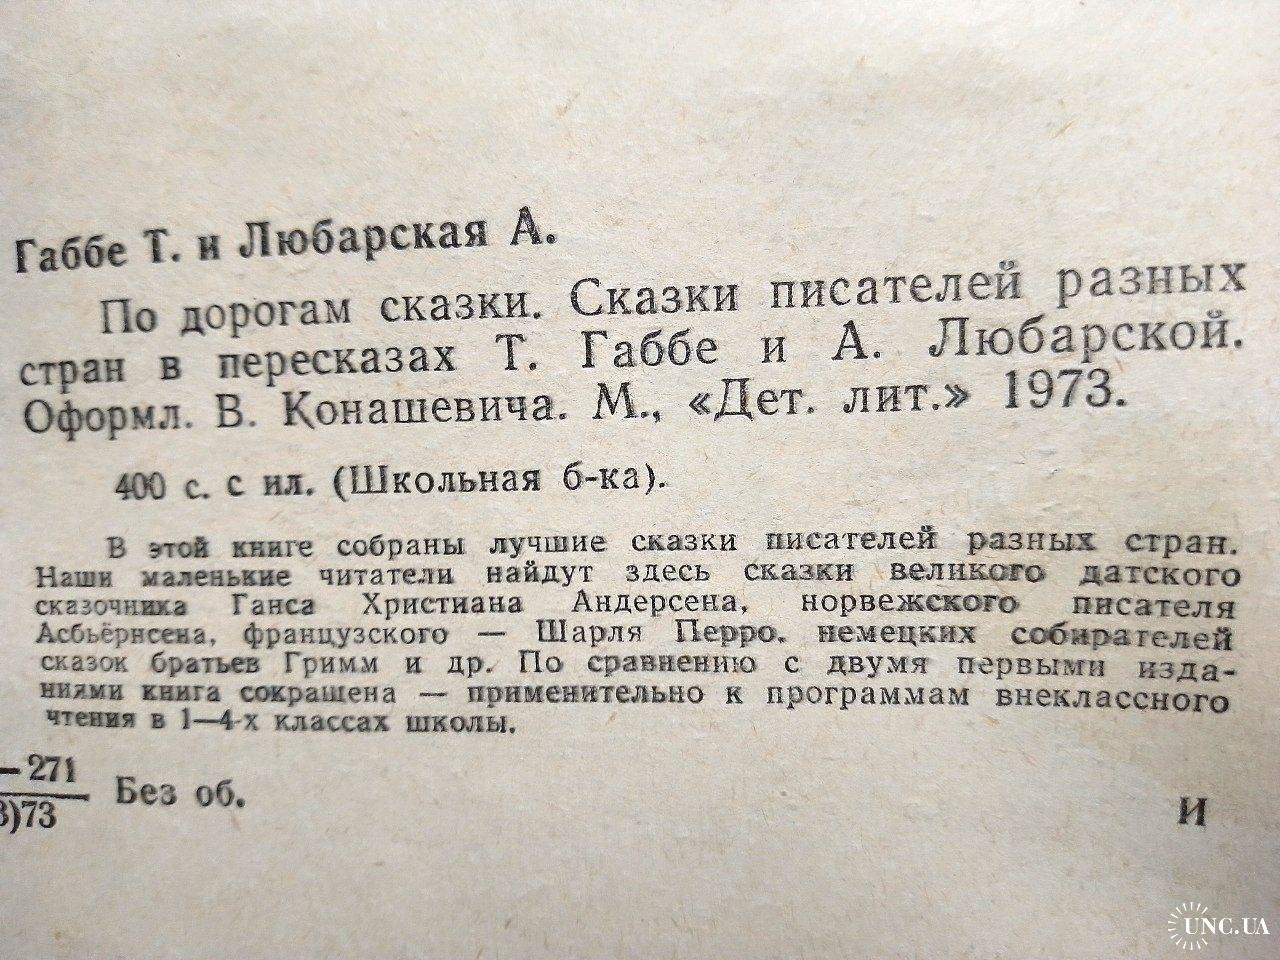 Габбе Т. и Любарская А.
По дорогам сказки. Сказки писателей разных
стран в пересказах Т. Габбе и А. Любарской.
Оформл. В. Конашевича. М., «Дет. лит.» 1973.
400 с. с ил. (Школьная б-ка).
В этой книге собраны лучшие сказки писателей разных стран.
Наши маленькие читатели найдут здесь сказки великого датского
сказочника Ганса Христиана Андерсена, норвежского писателя
Асбьёрнсена, французского — Шарля Перро, немецких собирателей
сказок братьев Гримм и др. По сравнению с двумя первыми изда-
ниями книга сокращена — применительно к программам внеклассного
чтения в 1—4-х классах школы.
—271
3)73
Без об.
И
UNC.UA